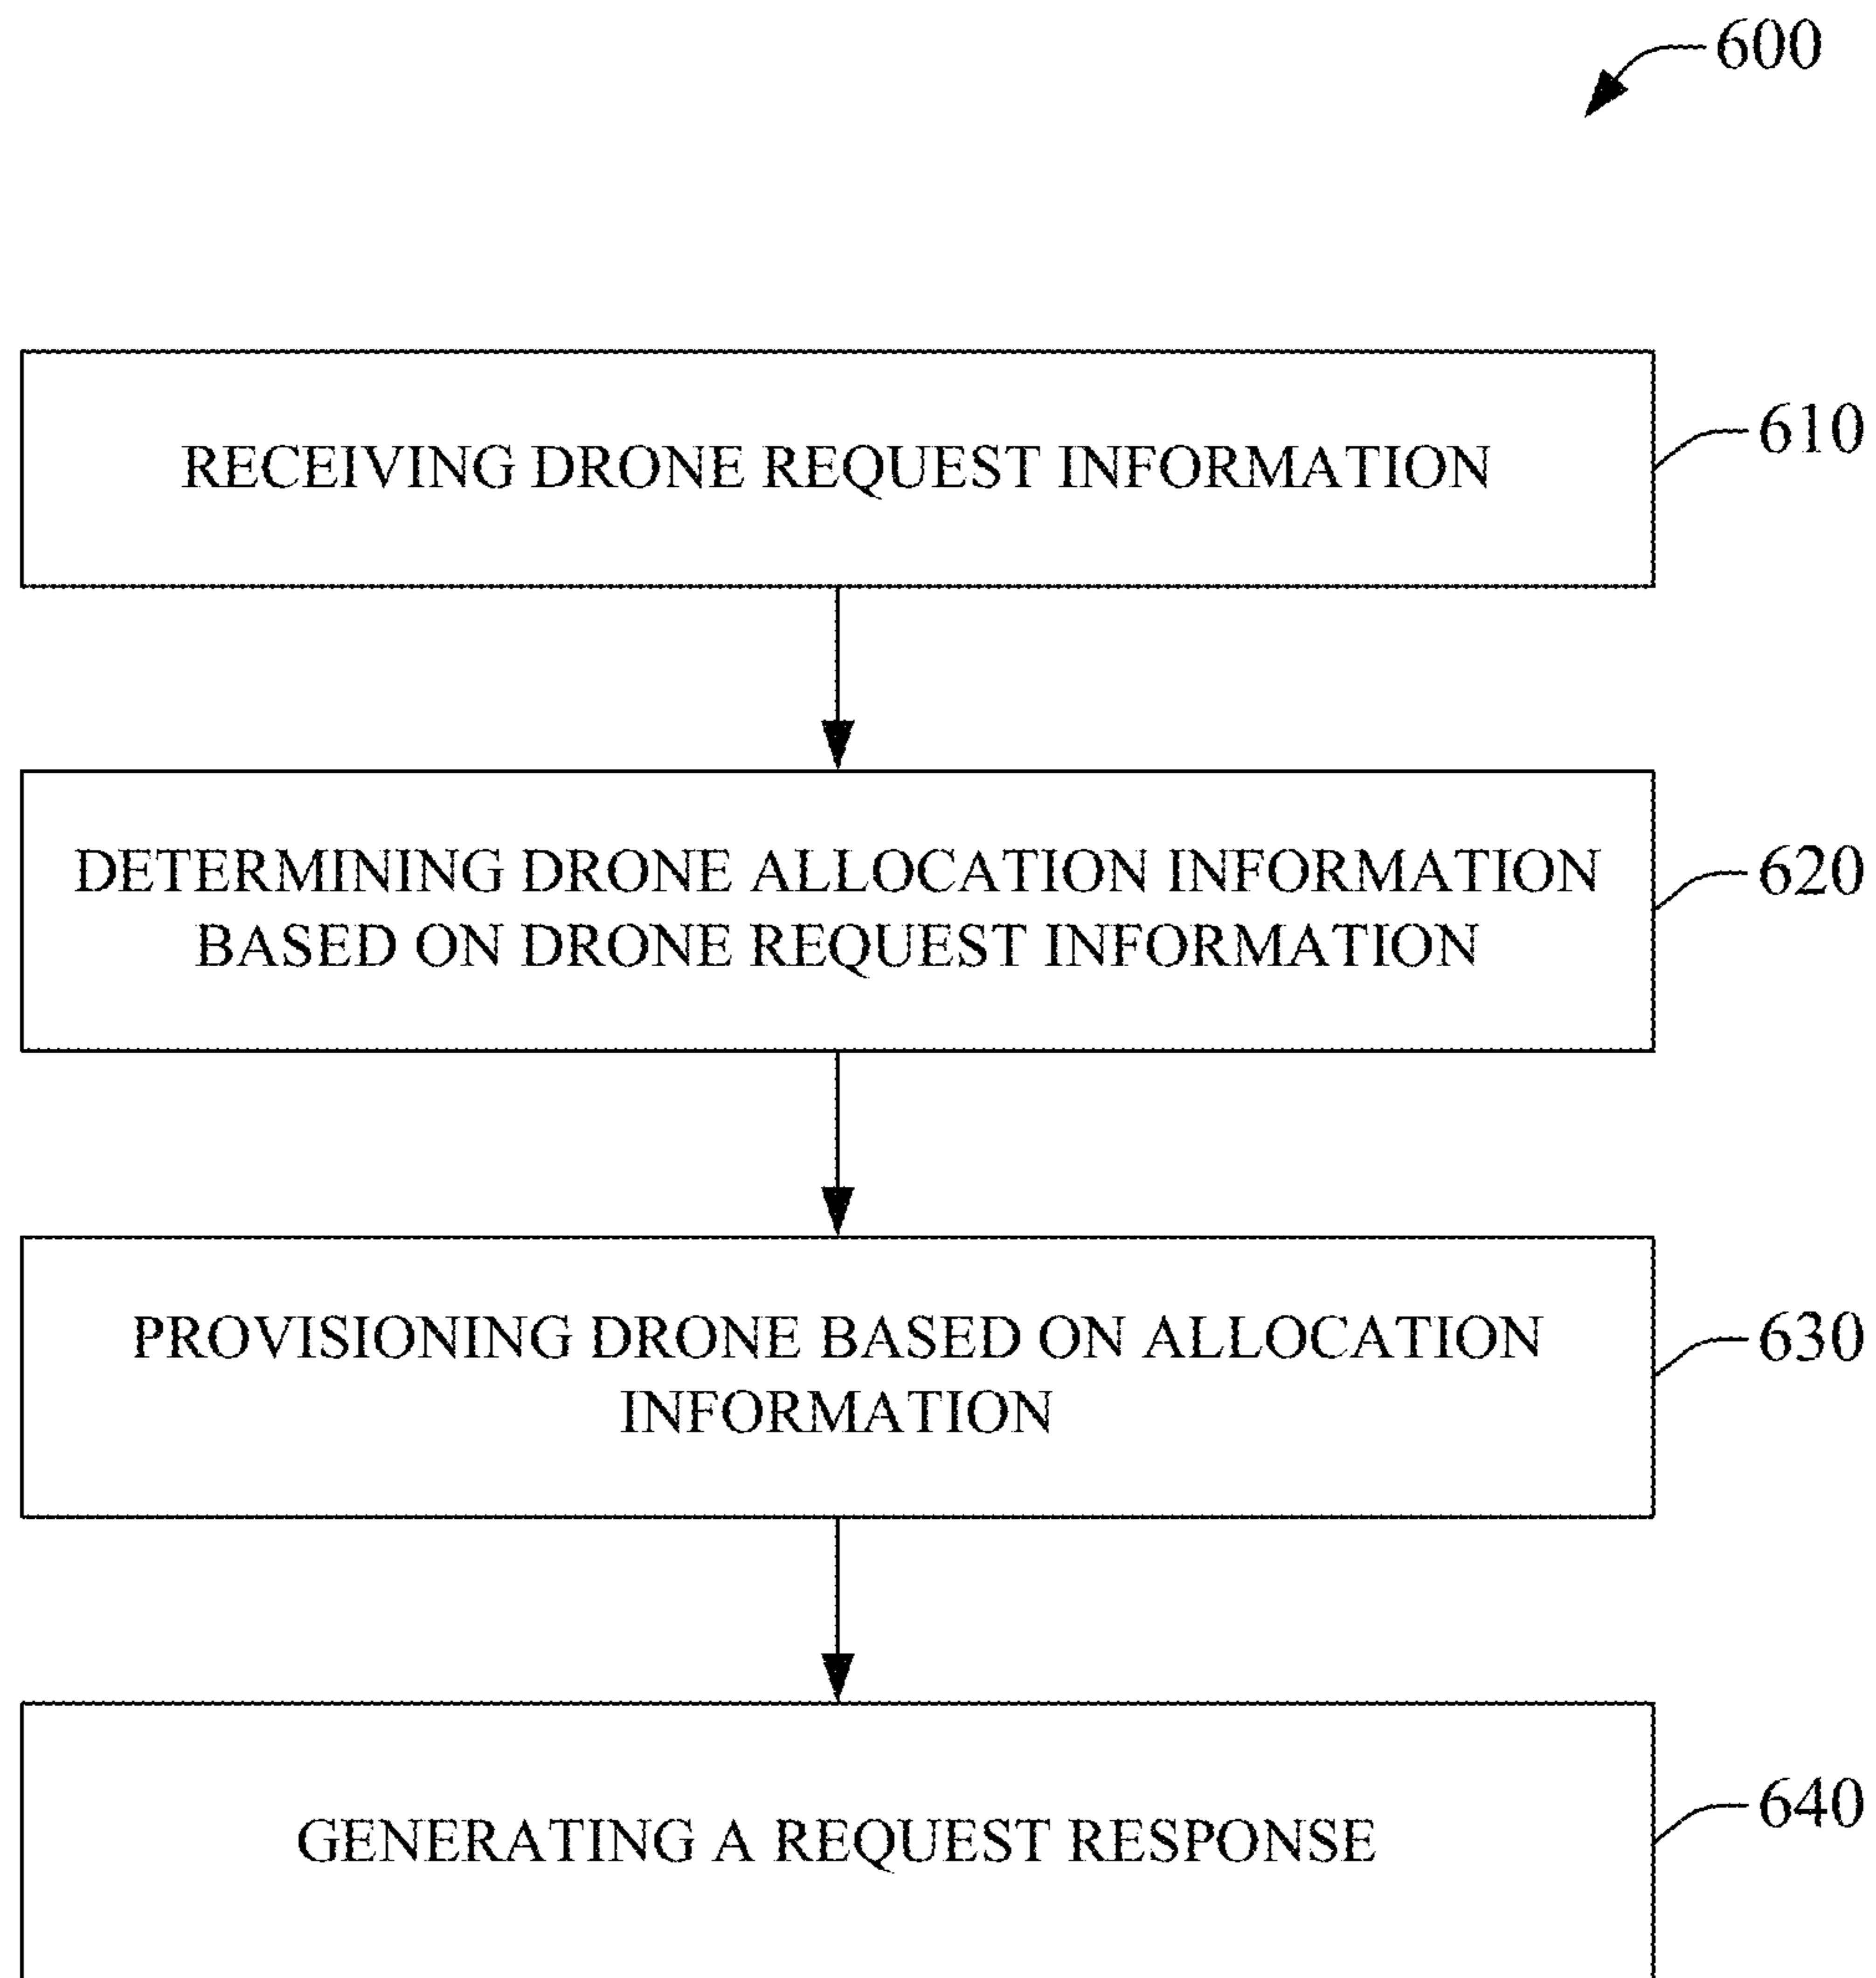 600
RECEIVING DRONE REQUEST INFORMATION
610
DETERMINING DRONE ALLOCATION INFORMATION
BASED ON DRONE REQUEST INFORMATION
620
PROVISIONING DRONE BASED ON ALLOCATION
INFORMATION
630
GENERATING A REQUEST RESPONSE
640